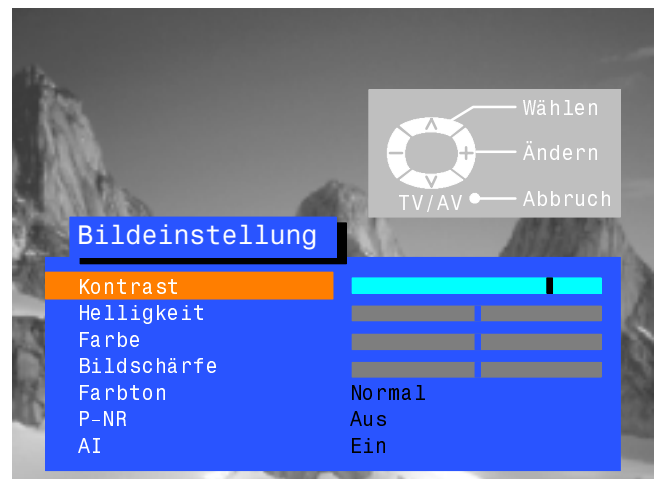 Wählen
Ändern
TV/AV Abbruch
Bildeinstellung
Kontrast
Helligkeit
Farbe
Bildschärfe
Farbton Normal
P-NR Aus
AI Ein